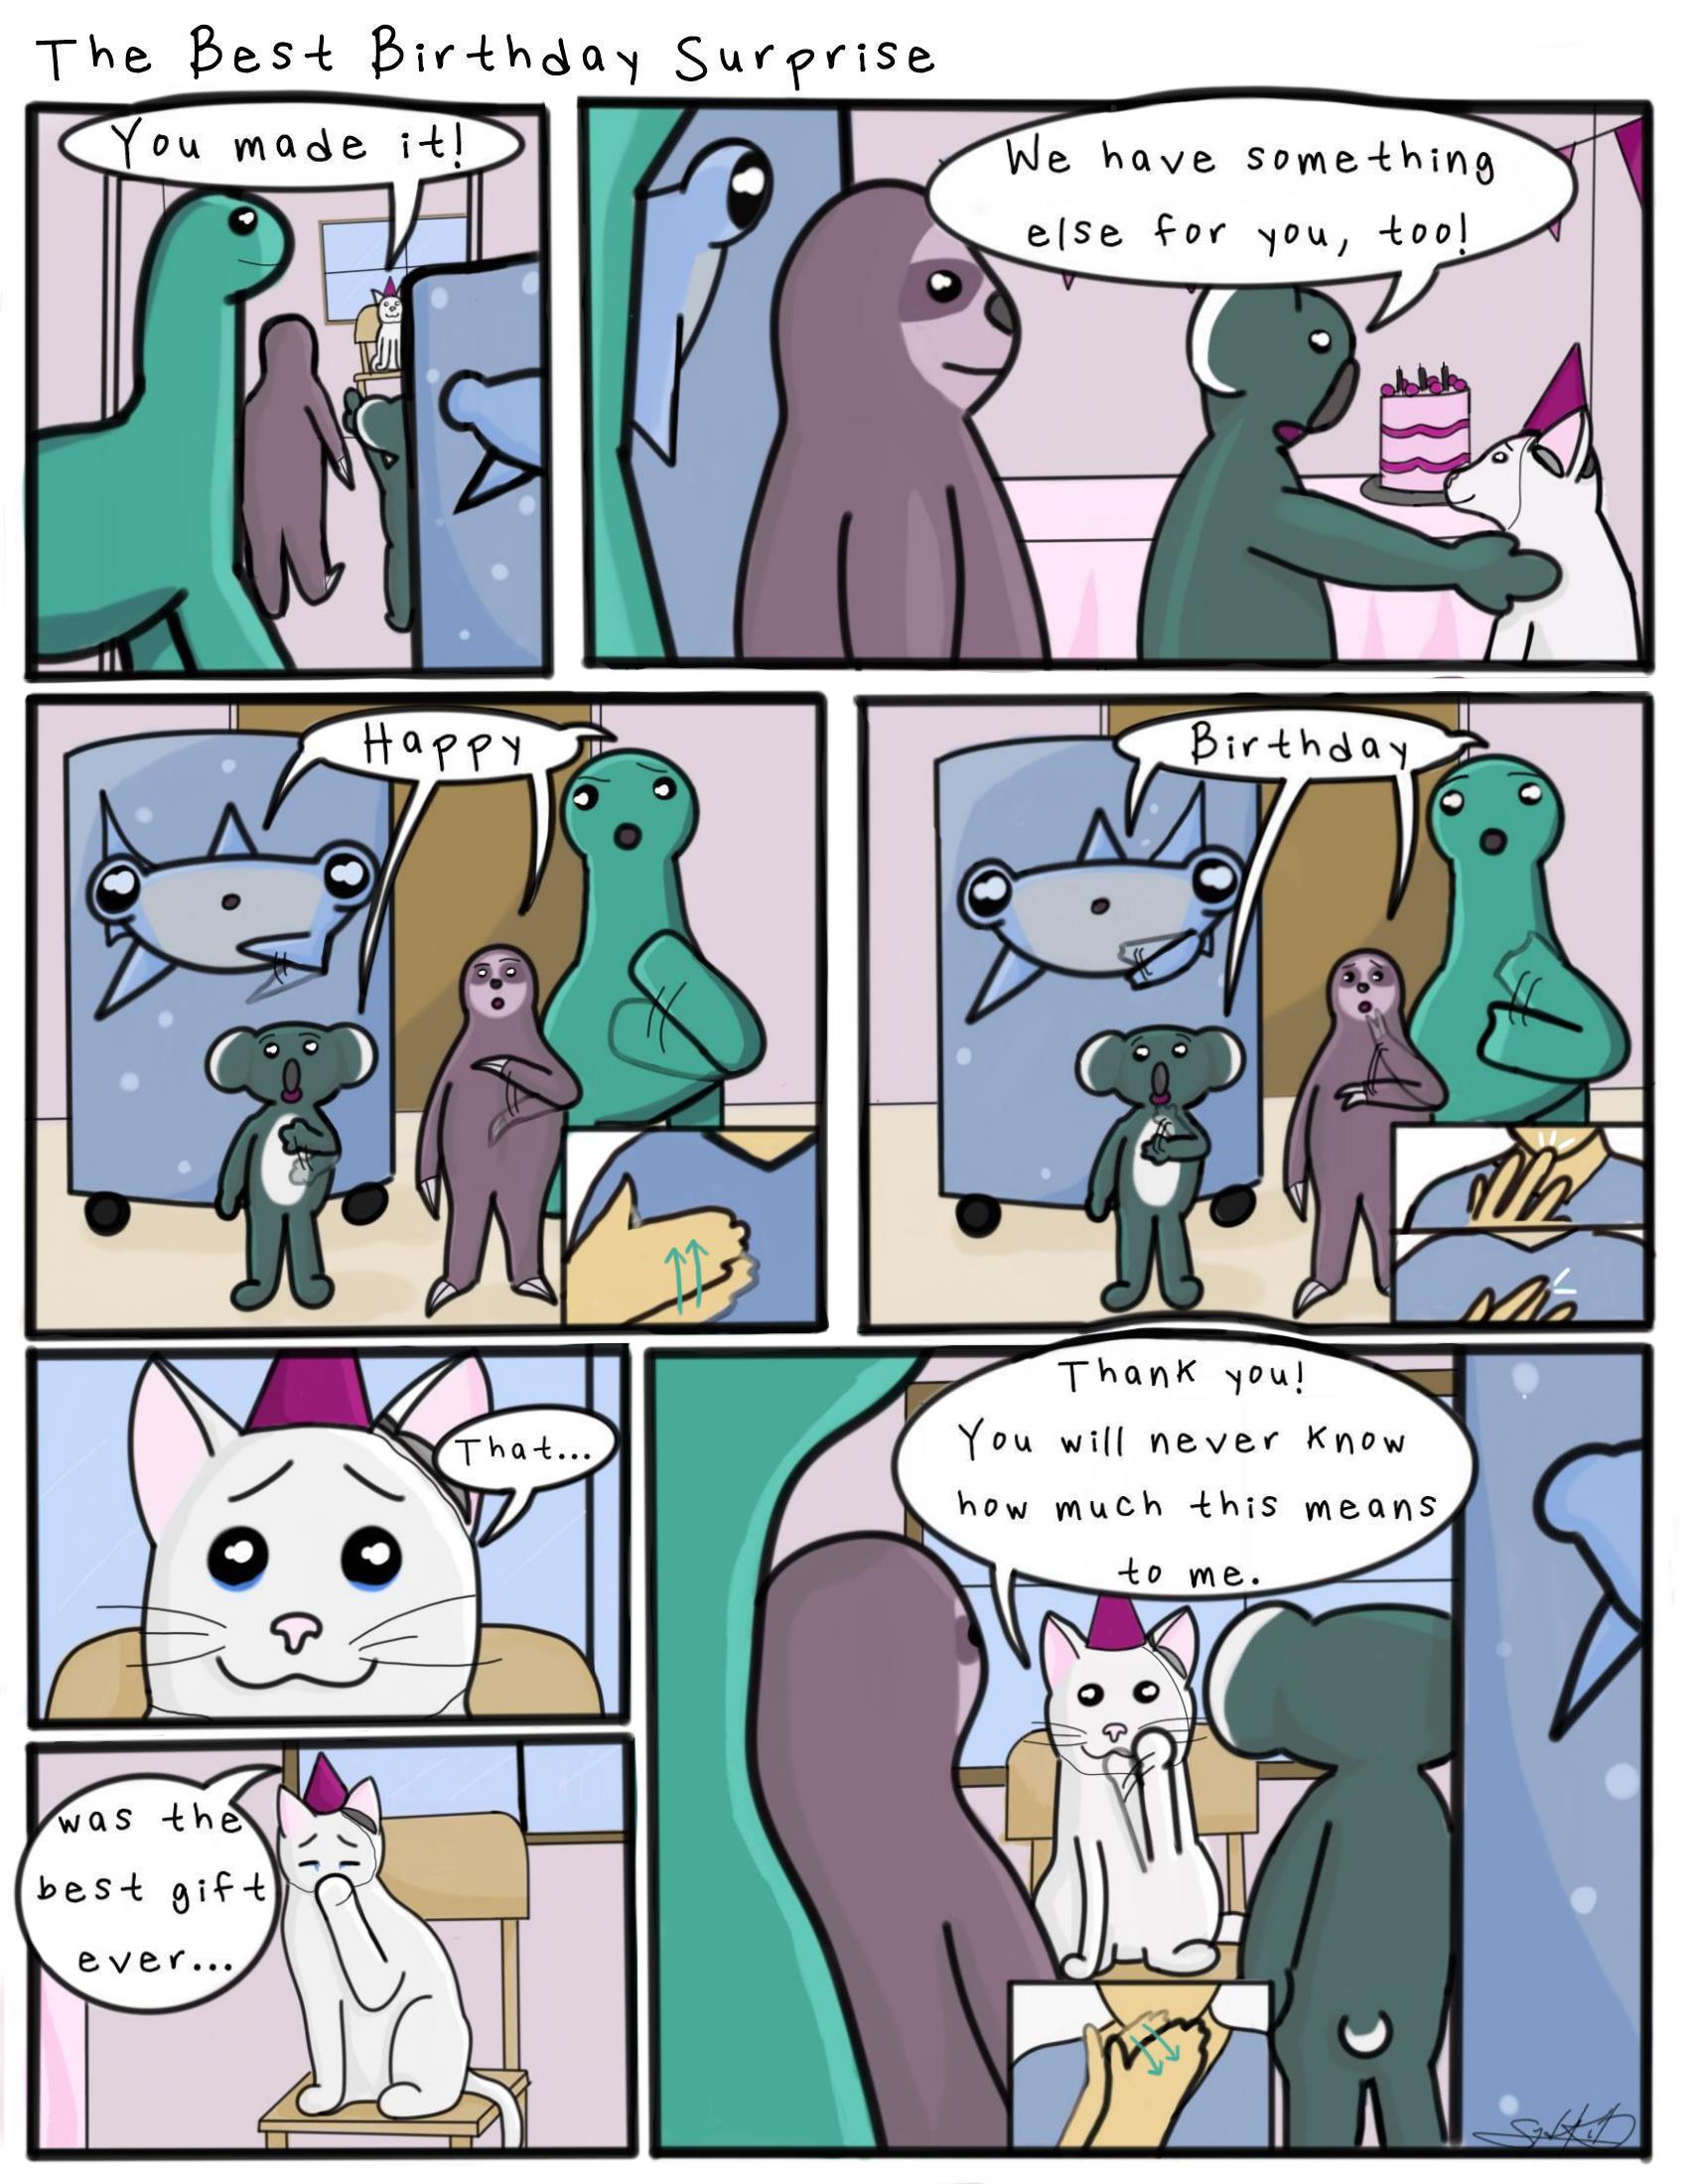 The Best Birthday Surprise
You made it!
We have something
else for you, too!
Happy
Birthday
That...
was the
best gift
ever...
Thank you!
You will never know
how much this means
to me.